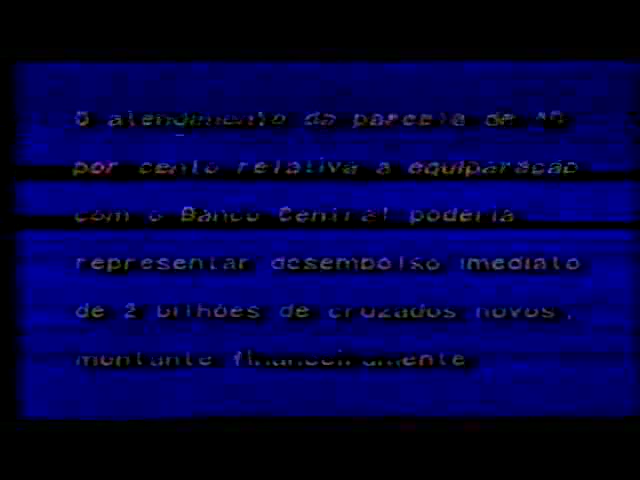 O atendimento da parcela de
por cento relativa a equiparação
com o Banco Central poderia
representar desembolso imediato
de 2 bilhões de cruzados novos,
montante financeiramente